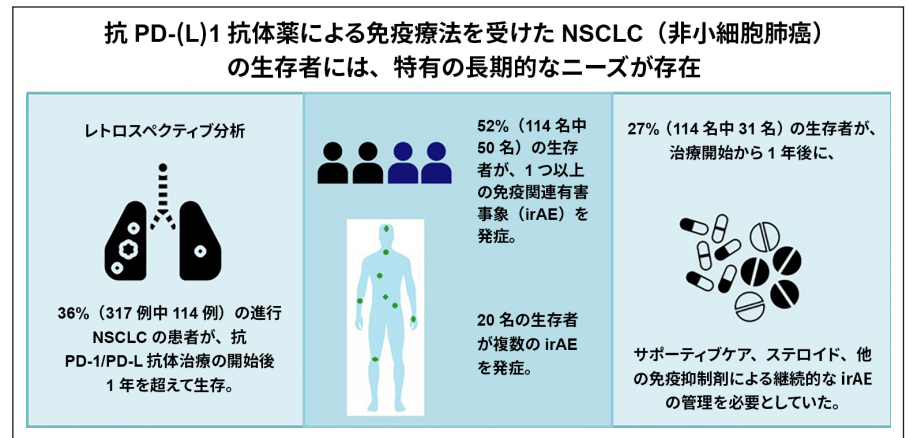 抗 PD-(L)1 抗体薬による免疫療法を受けた NSCLC（非小細胞肺癌）
の生存者には、特有の長期的なニーズが存在
レトロスペクティブ分析
36%（317 例中 114 例）の進行
NSCLC の患者が、抗
PD-1/PD-L 抗体治療の開始後
1 年を超えて生存。
52%（114 名中
50 名）の生存
者が、1 つ以上
の免疫関連有害
事象（irAE）を
発症。
20 名の生存者
が複数の irAE
を発症。
27%（114 名中 31 名）の生存者が、
治療開始から 1 年後に、
サポーティブケア、ステロイド、他
の免疫抑制剤による継続的な irAE
の管理を必要としていた。